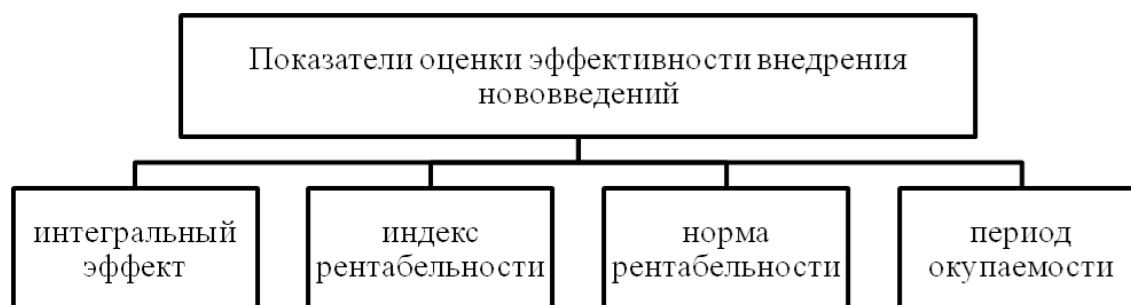 Показатели оценки эффективности внедрения
нововведений
интегральный
эффект
индекс
рентабельности
норма
рентабельности
период
окупаемости